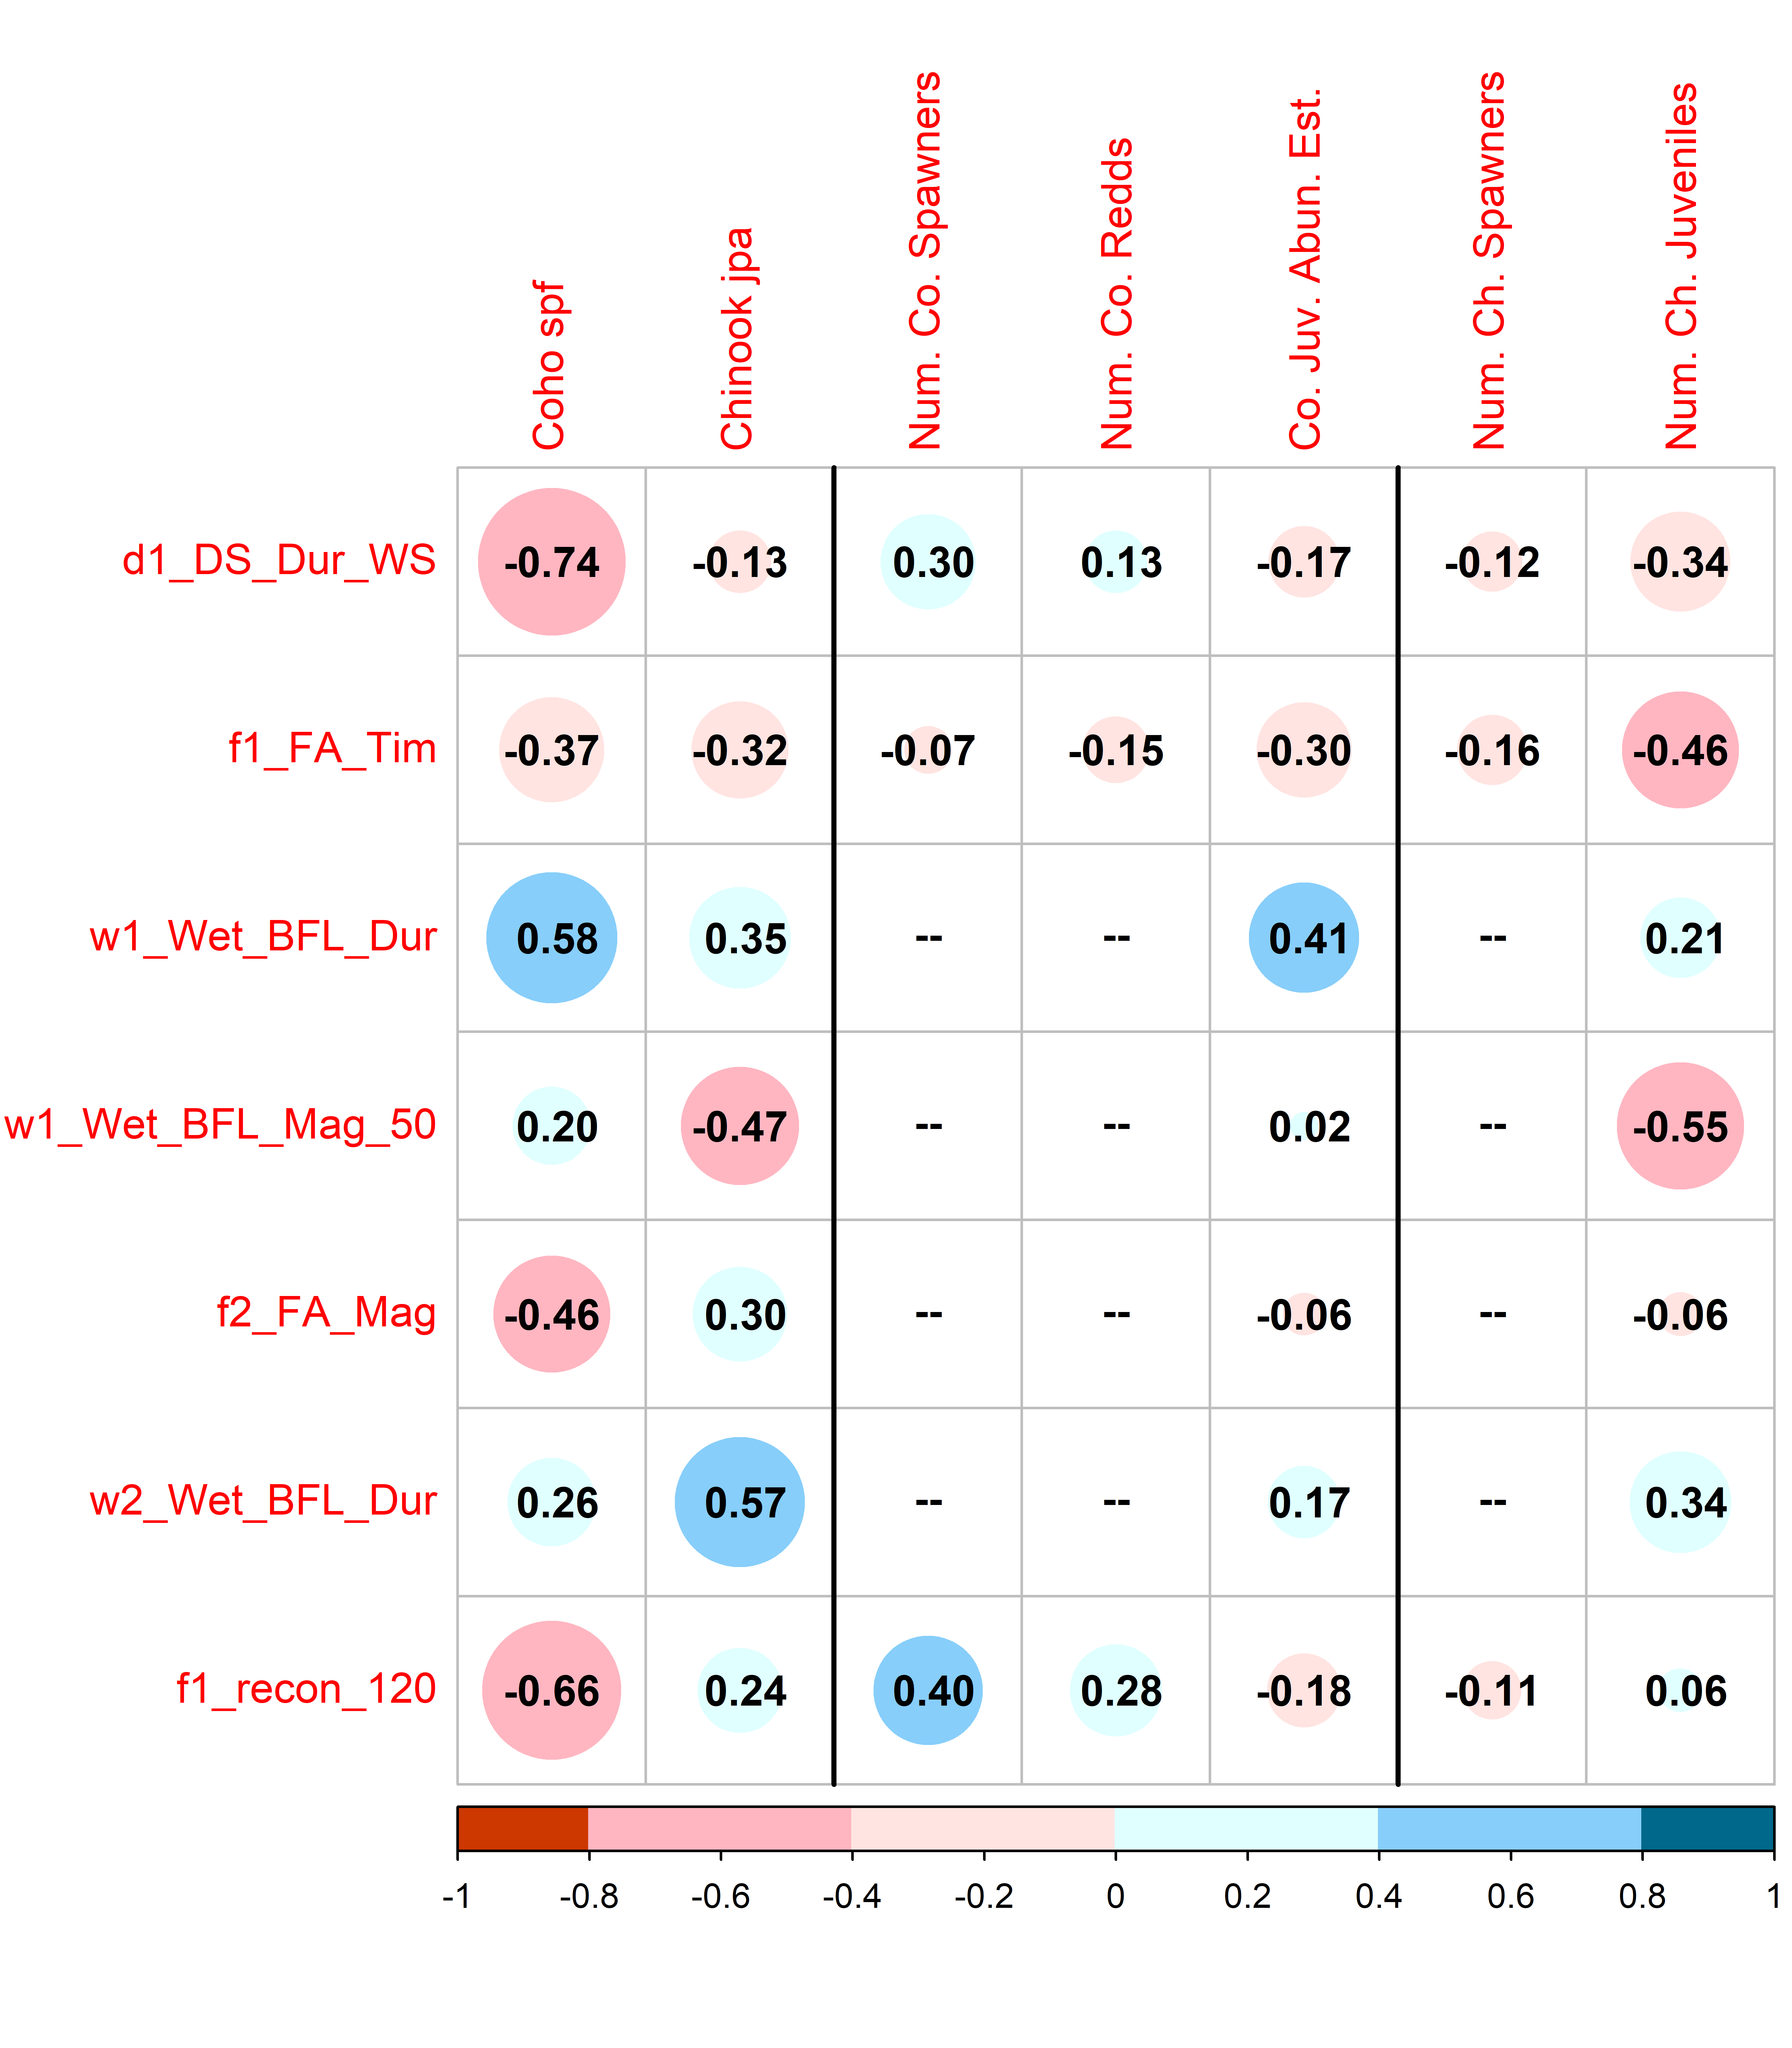 Coho spf
Chinook jpa
Num. Co. Spawners
Num. Co. Redds
Co. Juv. Abun. Est.
Num. Ch. Spawners
Num. Ch. Juveniles
d1_DS_Dur_WS -0.74 -0.13 0.30 0.13 -0.17 -0.12 -0.34
f1_FA_Tim -0.37 -0.32 -0.07 -0.15 -0.30 -0.16 -0.46
w1_Wet_BFL_Dur 0.58 0.35 -- -- 0.41 -- 0.21
w1_Wet_BFL_Mag_50 0.20 -0.47 -- -- 0.02 -- -0.55
f2_FA_Mag -0.46 0.30 -- -- -0.06 -- -0.06
w2_Wet_BFL_Dur 0.26 0.57 -- -- 0.17 -- 0.34
f1_recon_120 -0.66 0.24 0.40 0.28 -0.18 -0.11 0.06
-1 -0.8 -0.6 -0.4 -0.2 0 0.2 0.4 0.6 0.8 1